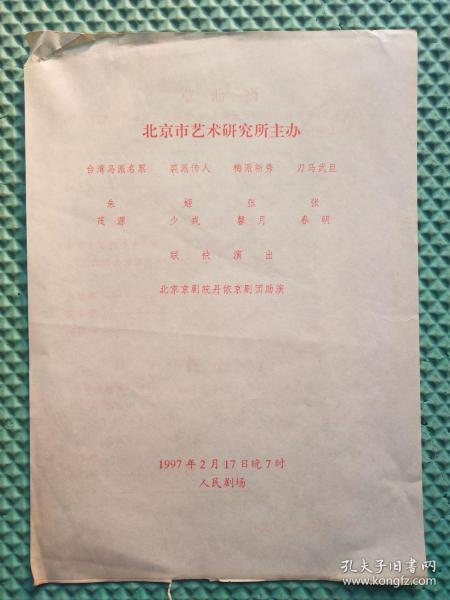 北京市艺术研究所主办
台湾马派名票 裘派传人 梅派新秀 刀马武旦
朱 姬 张 张
茂 源 少 戎 馨 月 春 明
联 袂 演 出
北京京剧院丹侬京剧团助演
1997年2月17日晚7时
人民剧场
孔夫子旧书网
www.kongfz.com